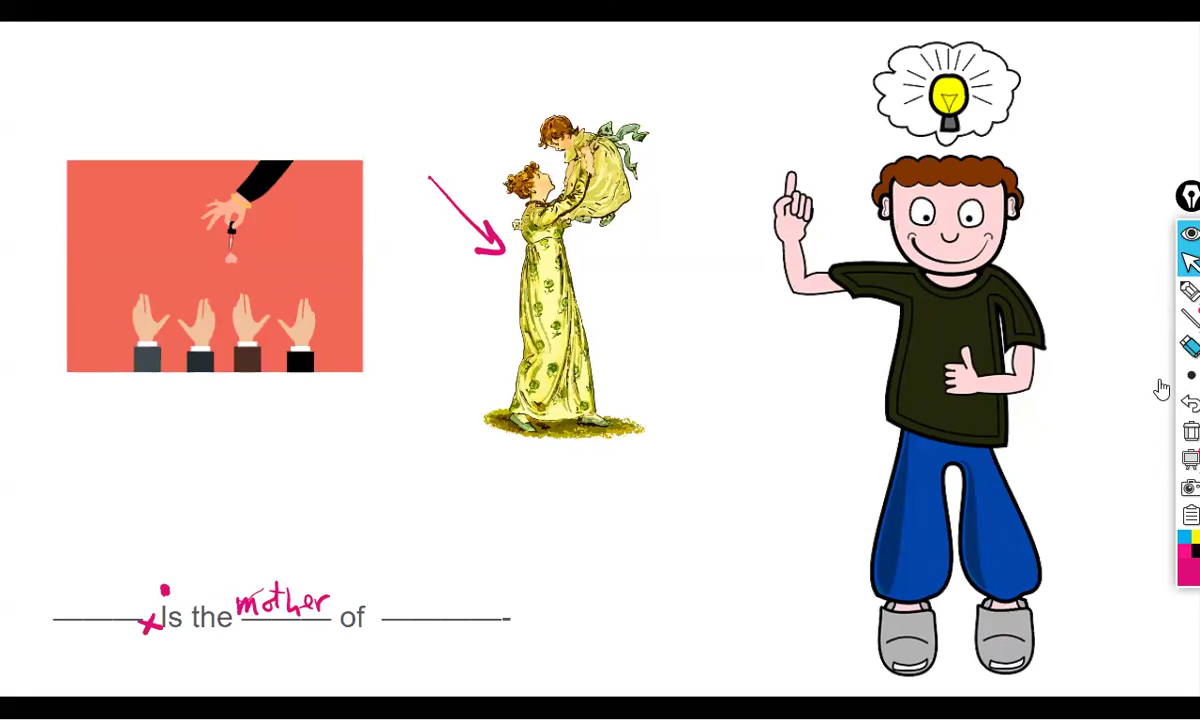 ———— Is the mother of ————-